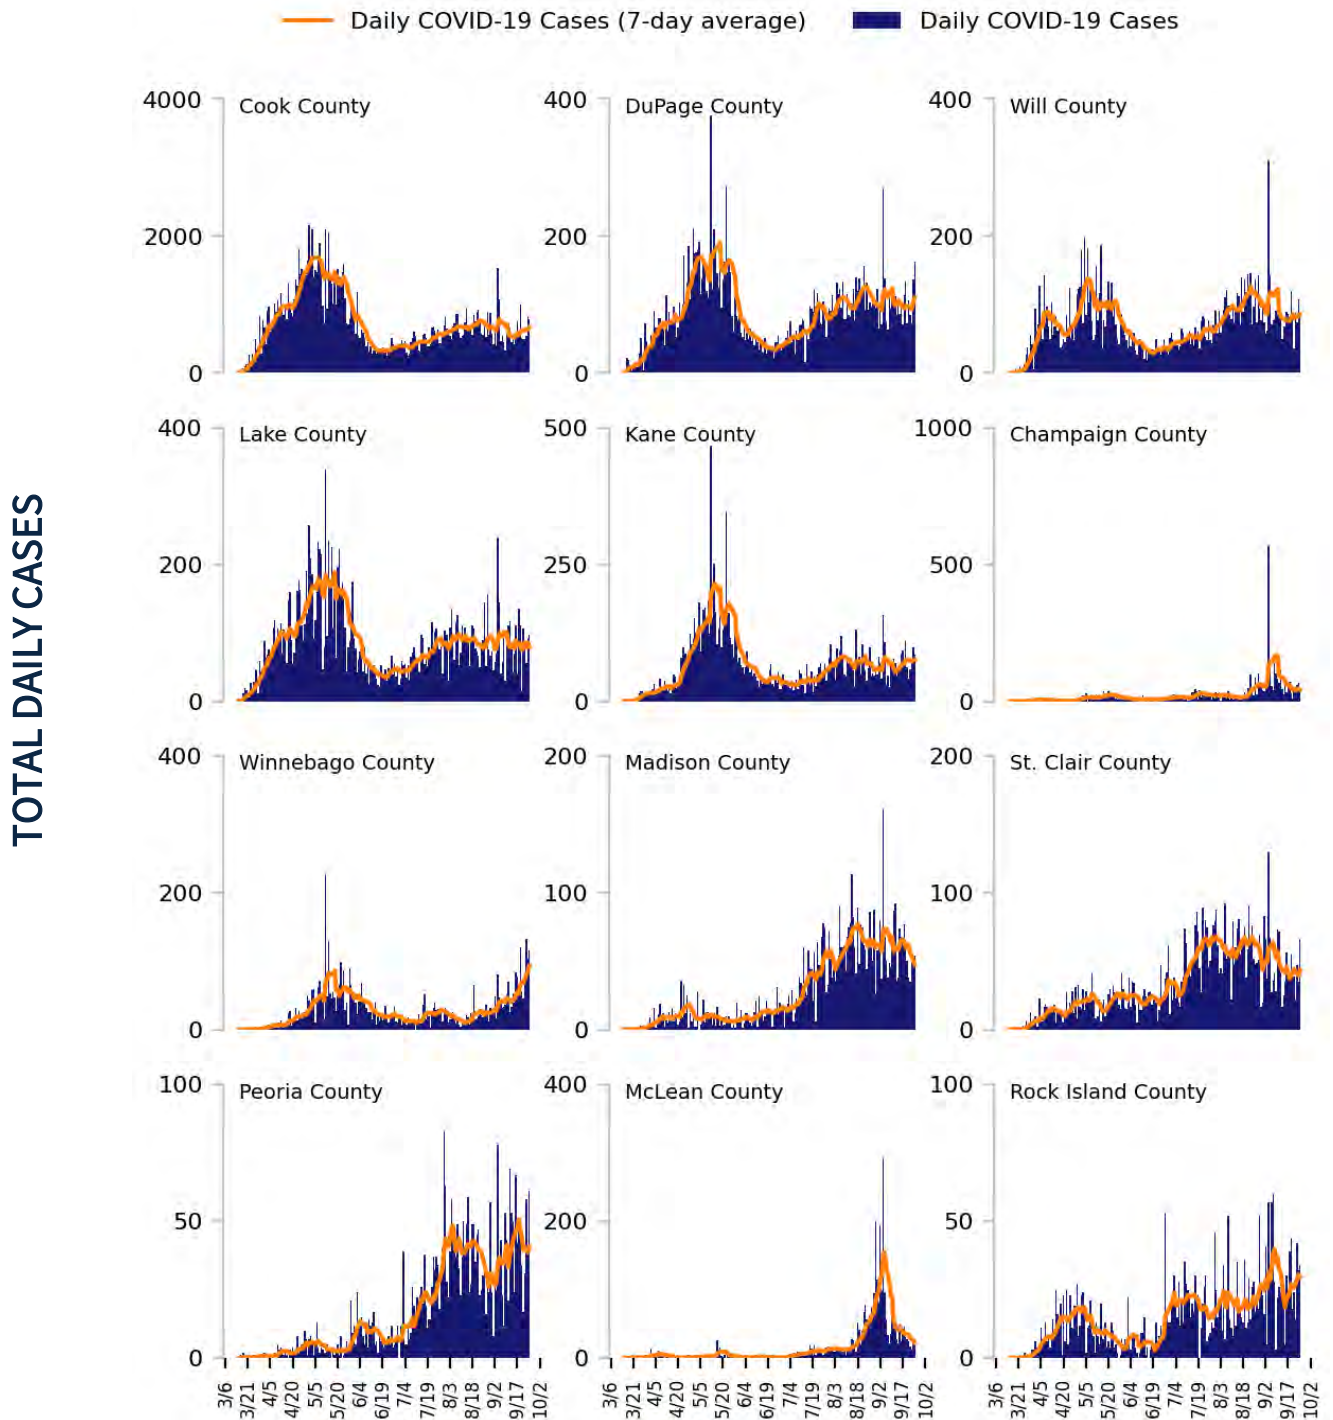 Daily COVID-19 Cases (7-day average) Daily COVID-19 Cases
TOTAL DAILY CASES
4000 Cook County 400 DuPage County 400 Will County
2000 200 200
0 0 0
400 Lake County 500 Kane County 1000 Champaign County
200 250 500
0 0 0
400 Winnebago County 200 Madison County 200 St. Clair County
200 100 100
0 0 0
100 Peoria County 400 McLean County 100 Rock Island County
50 200 50
0 0 0
3/6 3/21 4/5 4/20 5/5 5/20 6/4 6/19 7/4 7/19 8/3 8/18 9/2 9/17 10/2 3/6 3/21 4/5 4/20 5/5 5/20 6/4 6/19 7/4 7/19 8/3 8/18 9/2 9/17 10/2 3/6 3/21 4/5 4/20 5/5 5/20 6/4 6/19 7/4 7/19 8/3 8/18 9/2 9/17 10/2